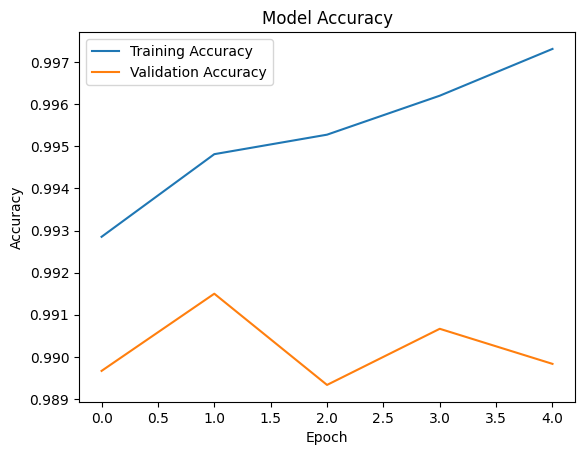 Model Accuracy
Training Accuracy
Validation Accuracy
0.997
0.996
0.995
0.994
0.993
0.992
0.991
0.990
0.989
Accuracy
0.0 0.5 1.0 1.5 2.0 2.5 3.0 3.5 4.0
Epoch